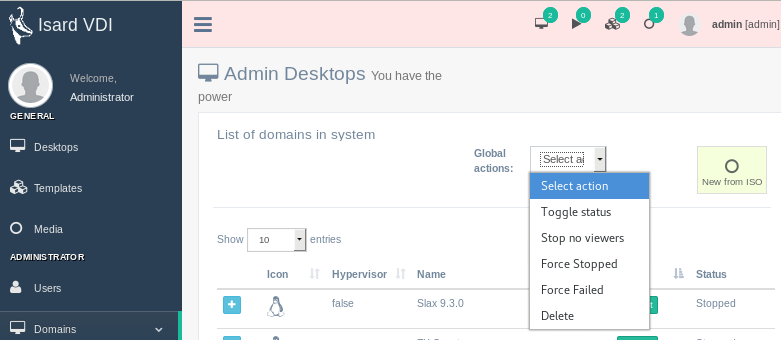 Isard VDI
2
0
2
1
admin [admin]
Welcome,
Administrator
GENERAL
Desktops
Templates
Media
ADMINISTRATOR
Users
Domains
Admin Desktops You have the
power
List of domains in system
Global
actions:
Select a
New from ISO
Select action
Toggle status
Stop no viewers
Force Stopped
Force Failed
Delete
Show 10 entries
Icon Hypervisor Name Status
false Slax 9.3.0 Stopped